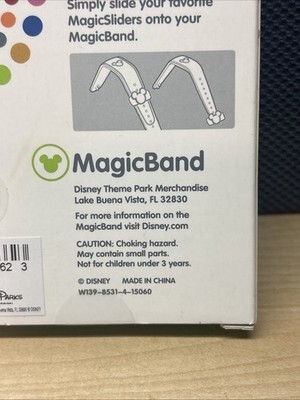 Simply slide your favorite
MagicSliders onto your
MagicBand.
MagicBand
Disney Theme Park Merchandise
Lake Buena Vista, FL 32830
For more information on the
MagicBand visit Disney.com
CAUTION: Choking hazard.
May contain small parts.
Not for children under 3 years.
© DISNEY MADE IN CHINA
W139-8531-4-15060
62 3
PARKS